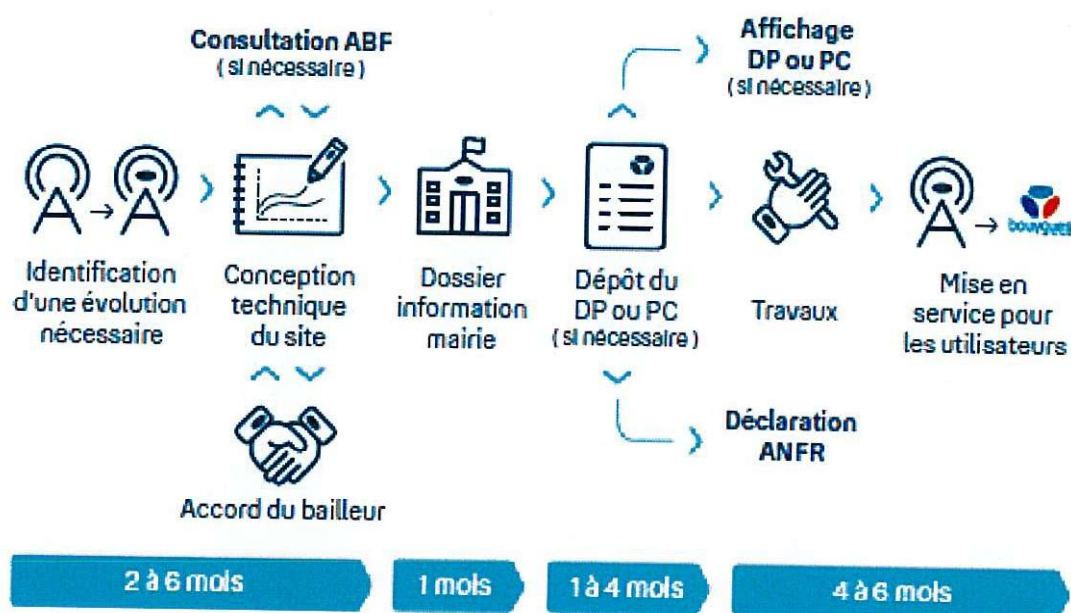 Consultation ABF
(si nécessaire)
Affichage
DP ou PC
(si nécessaire)
bouygues
Identification
d'une évolution
nécessaire
Conception
technique
du site
Dossier
information
mairie
Dépôt du
DP ou PC
(si nécessaire)
Travaux
Mise en
service pour
les utilisateurs
Accord du bailleur
Déclaration
ANFR
2 à 6 mois
1 mois
1 à 4 mois
4 à 6 mois